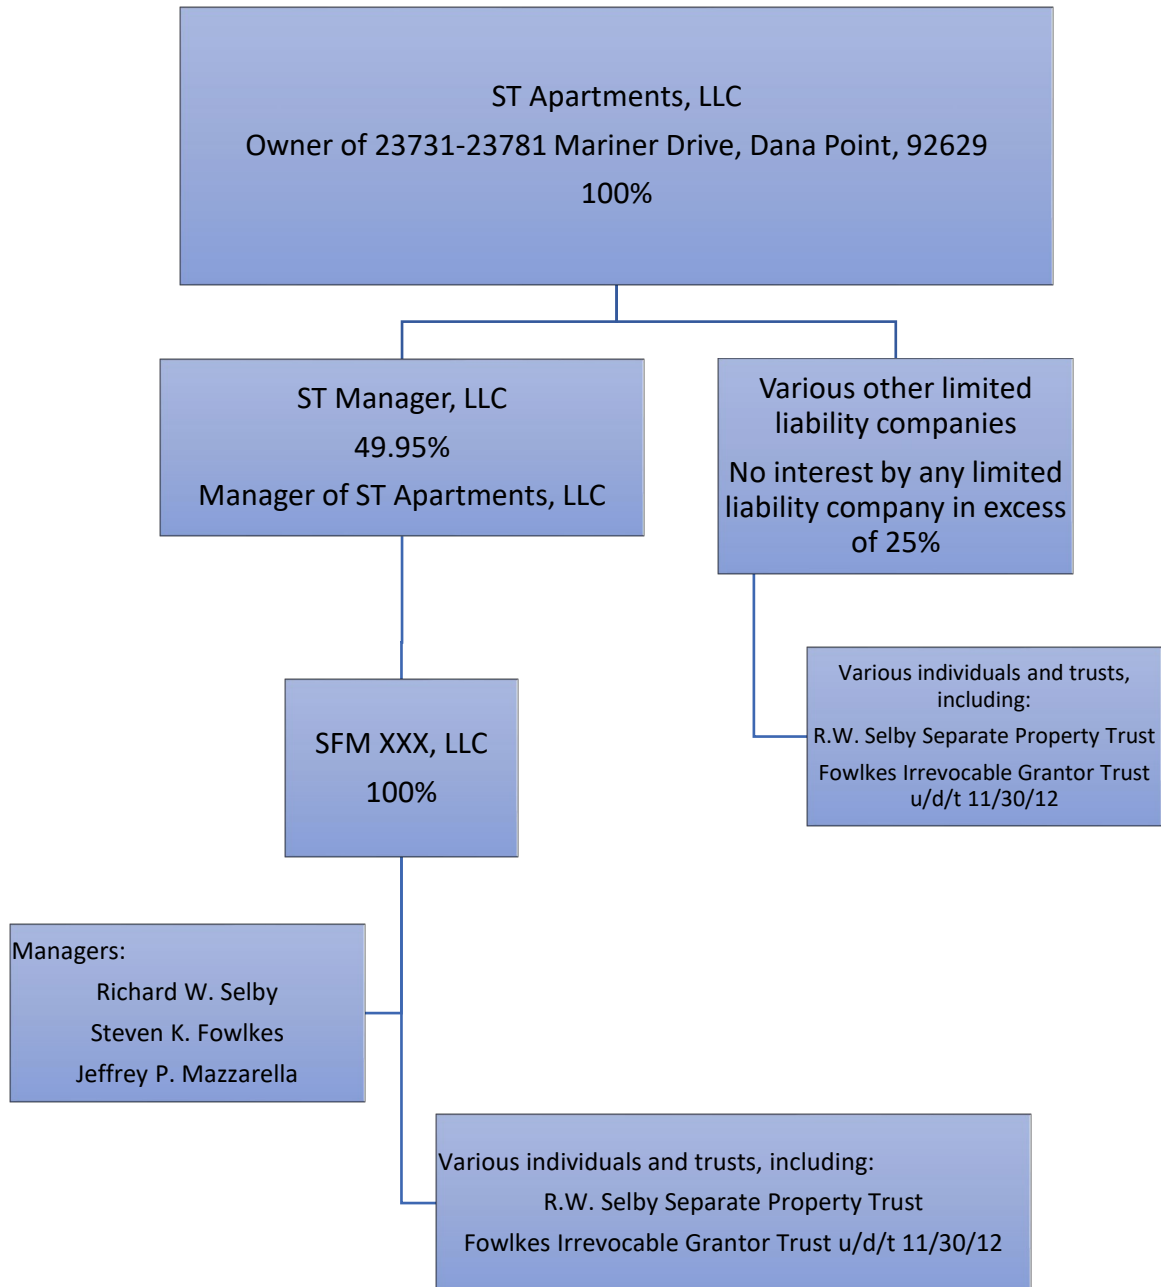 ST Apartments, LLC
Owner of 23731-23781 Mariner Drive, Dana Point, 92629
100%
ST Manager, LLC
49.95%
Manager of ST Apartments, LLC
Various other limited
liability companies
No interest by any limited
liability company in excess
of 25%
Various individuals and trusts,
including:
R.W. Selby Separate Property Trust
Fowlkes Irrevocable Grantor Trust
u/d/t 11/30/12
SFM XXX, LLC
100%
Managers:
Richard W. Selby
Steven K. Fowlkes
Jeffrey P. Mazzarella
Various individuals and trusts, including:
R.W. Selby Separate Property Trust
Fowlkes Irrevocable Grantor Trust u/d/t 11/30/12